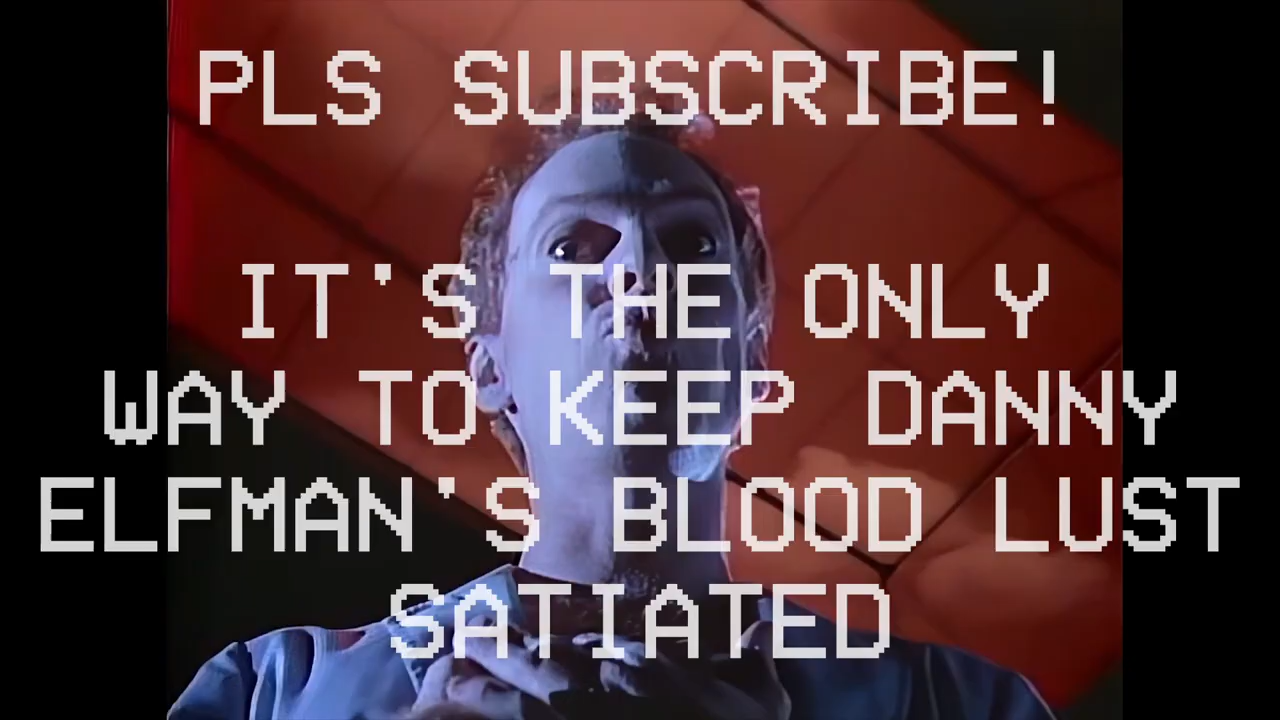 PLS SUBSCRIBE!
IT'S THE ONLY
WAY TO KEEP DANNY
ELFMAN'S BLOOD LUST
SATIATED